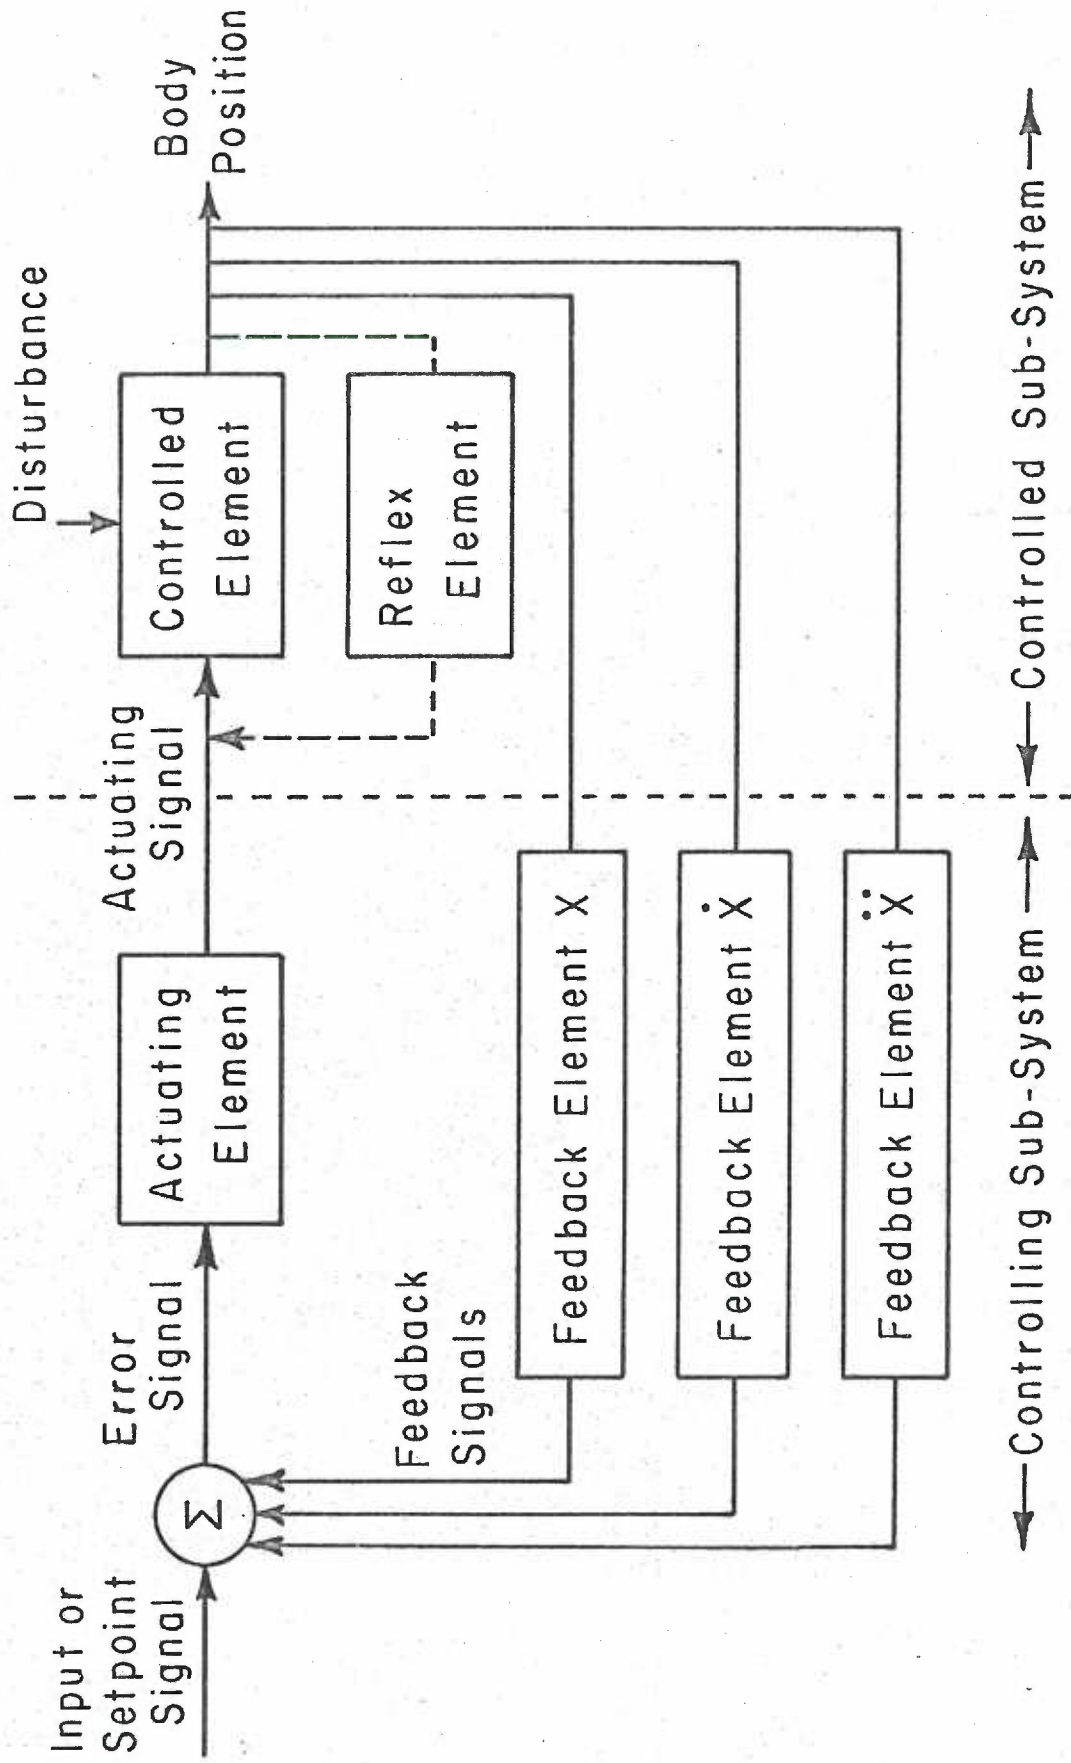 Input or
Setpoint
Signal
Σ
Error
Signal
Actuating
Element
Actuating
Signal
Disturbance
Controlled
Element
Body
Position
Reflex
Element
Feedback
Signals
Feedback Element X
Feedback Element Ẋ
Feedback Element Ẍ
Controlling Sub-System
Controlled Sub-System